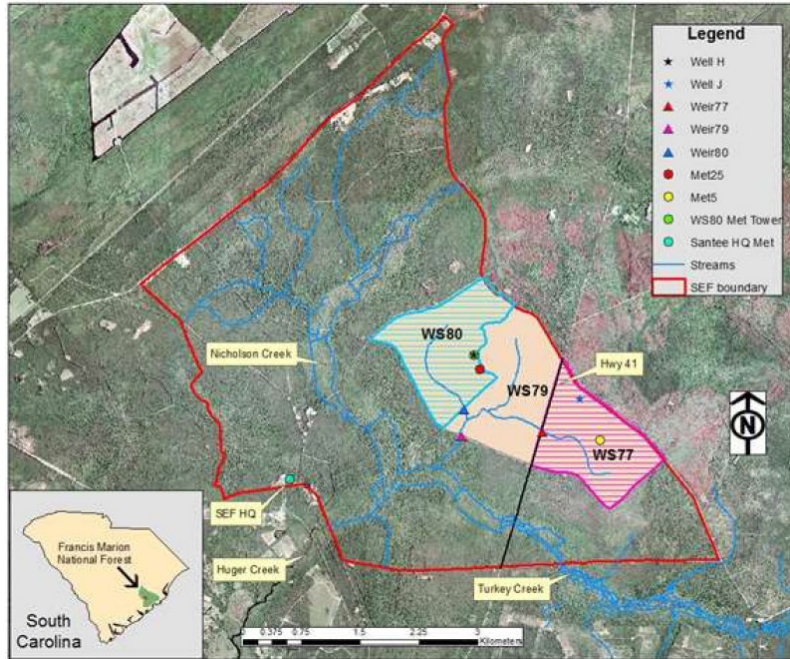 Legend
Well H
Well J
Weir77
Weir79
Weir80
Met25
Met5
WS80 Met Tower
Santee HQ Met
Streams
SEF boundary
WS80
Nicholson Creek
Hwy 41
WS79
WS77
N
SEF HQ
Huger Creek
Turkey Creek
Francis Marion
National Forest
South
Carolina
0 0.375 0.75 1.5 2.25 3
Kilometers